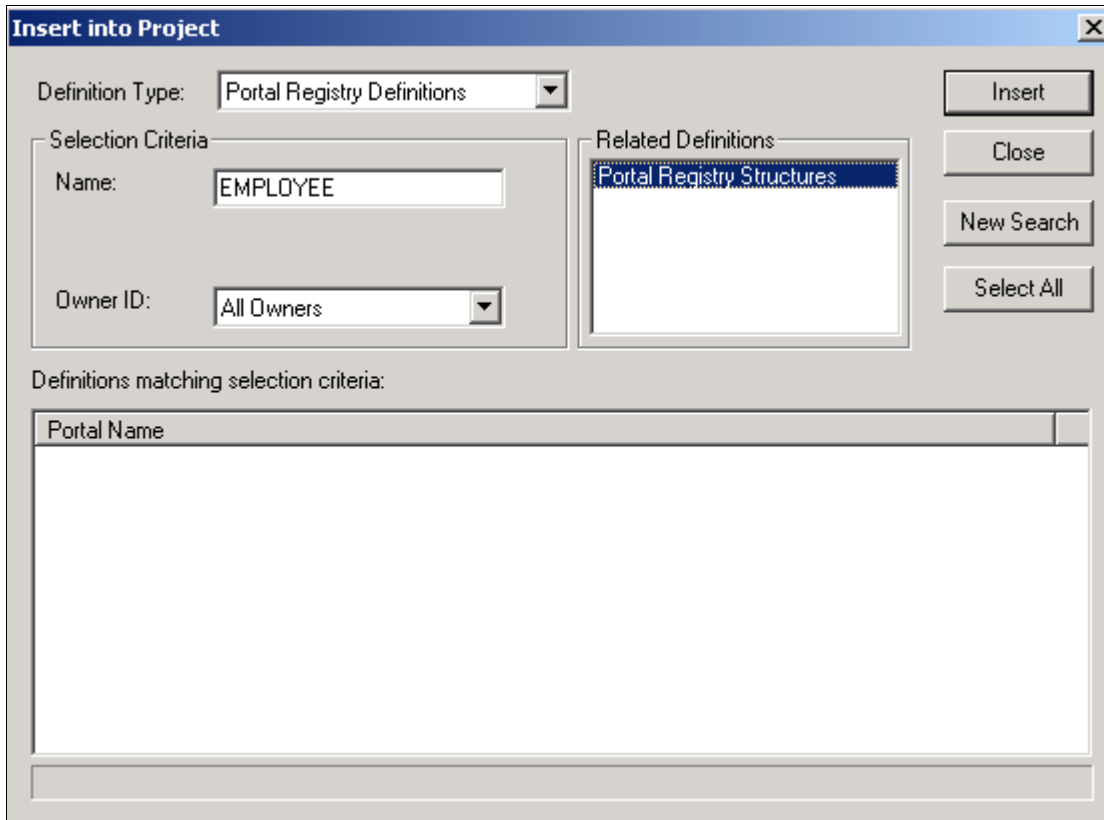 Insert into Project
Definition Type: Portal Registry Definitions
Insert
Selection Criteria
Related Definitions
Close
Name: EMPLOYEE
Portal Registry Structures
New Search
Owner ID: All Owners
Select All
Definitions matching selection criteria:
Portal Name